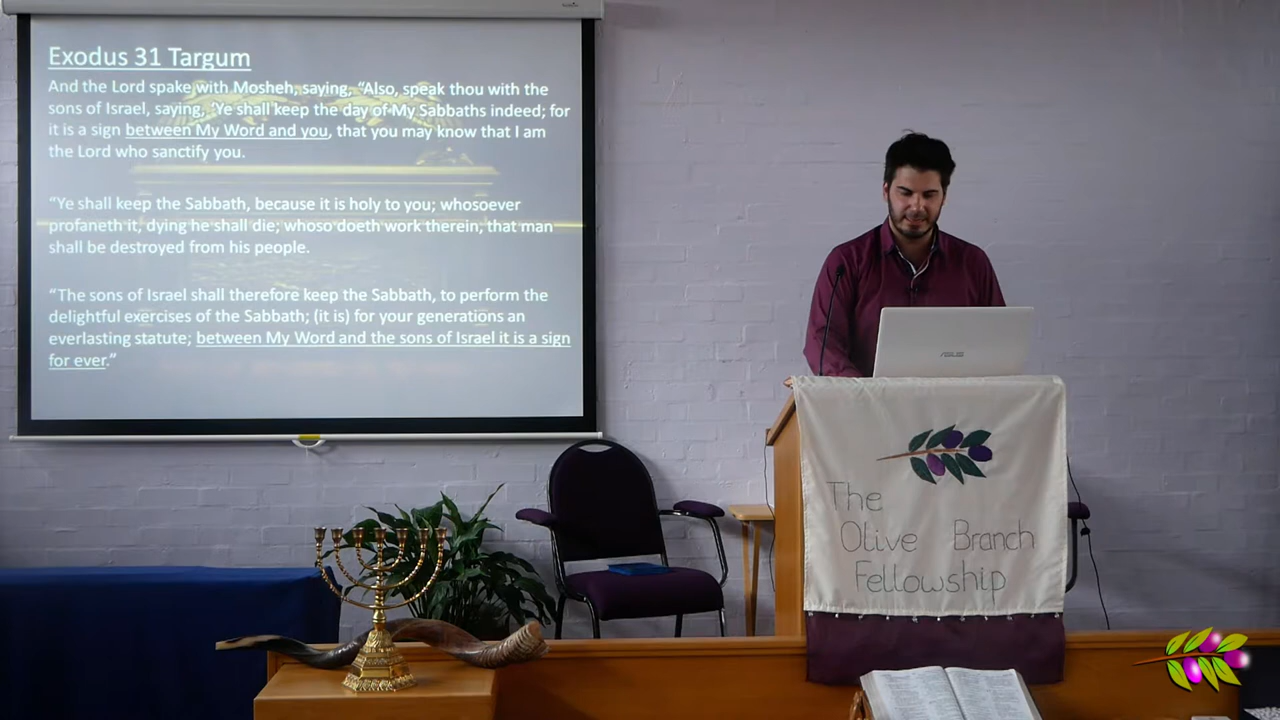 Exodus 31 Targum
And the Lord spake with Mosheh, saying, “Also, speak thou with the
sons of Israel, saying, ‘Ye shall keep the day of My Sabbaths indeed; for
it is a sign between My Word and you, that you may know that I am
the Lord who sanctify you.
“Ye shall keep the Sabbath, because it is holy to you; whosoever
profaneth it, dying he shall die; whoso doeth work therein, that man
shall be destroyed from his people.
“The sons of Israel shall therefore keep the Sabbath, to perform the
delightful exercises of the Sabbath; (it is) for your generations an
everlasting statute; between My Word and the sons of Israel it is a sign
for ever.”
ASUS
The
Olive Branch
Fellowship